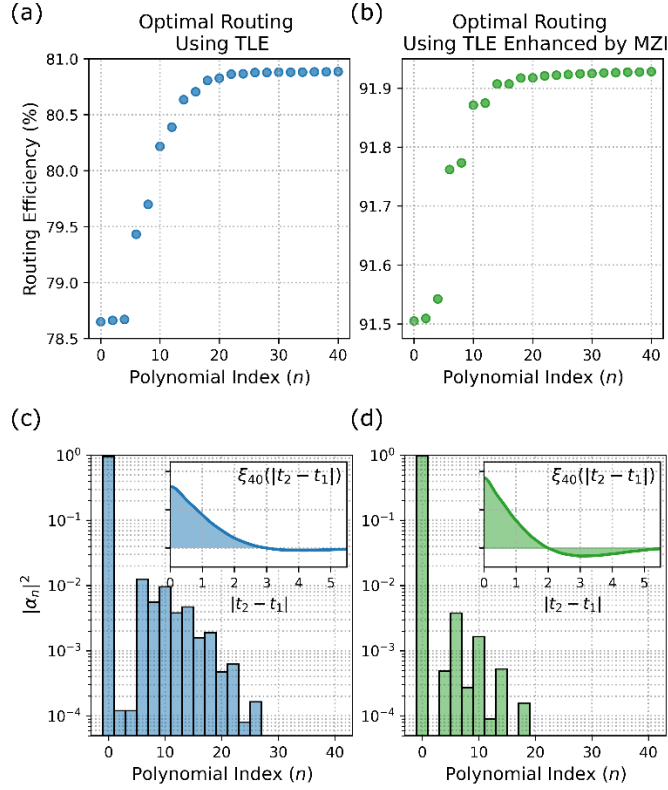 (a)
Optimal Routing
Using TLE
81.0
80.5
80.0
79.5
79.0
78.5
Routing Efficiency (%)
0 10 20 30 40
Polynomial Index (n)
(b)
Optimal Routing
Using TLE Enhanced by MZI
91.9
91.8
91.7
91.6
91.5
0 10 20 30 40
Polynomial Index (n)
(c)
10⁰
10⁻¹
10⁻²
10⁻³
10⁻⁴
|αₙ|²
ξ₄₀(|t₂ − t₁|)
0 1 2 3 4 5
|t₂ − t₁|
0 10 20 30 40
Polynomial Index (n)
(d)
10⁰
10⁻¹
10⁻²
10⁻³
10⁻⁴
ξ₄₀(|t₂ − t₁|)
0 1 2 3 4 5
|t₂ − t₁|
0 10 20 30 40
Polynomial Index (n)